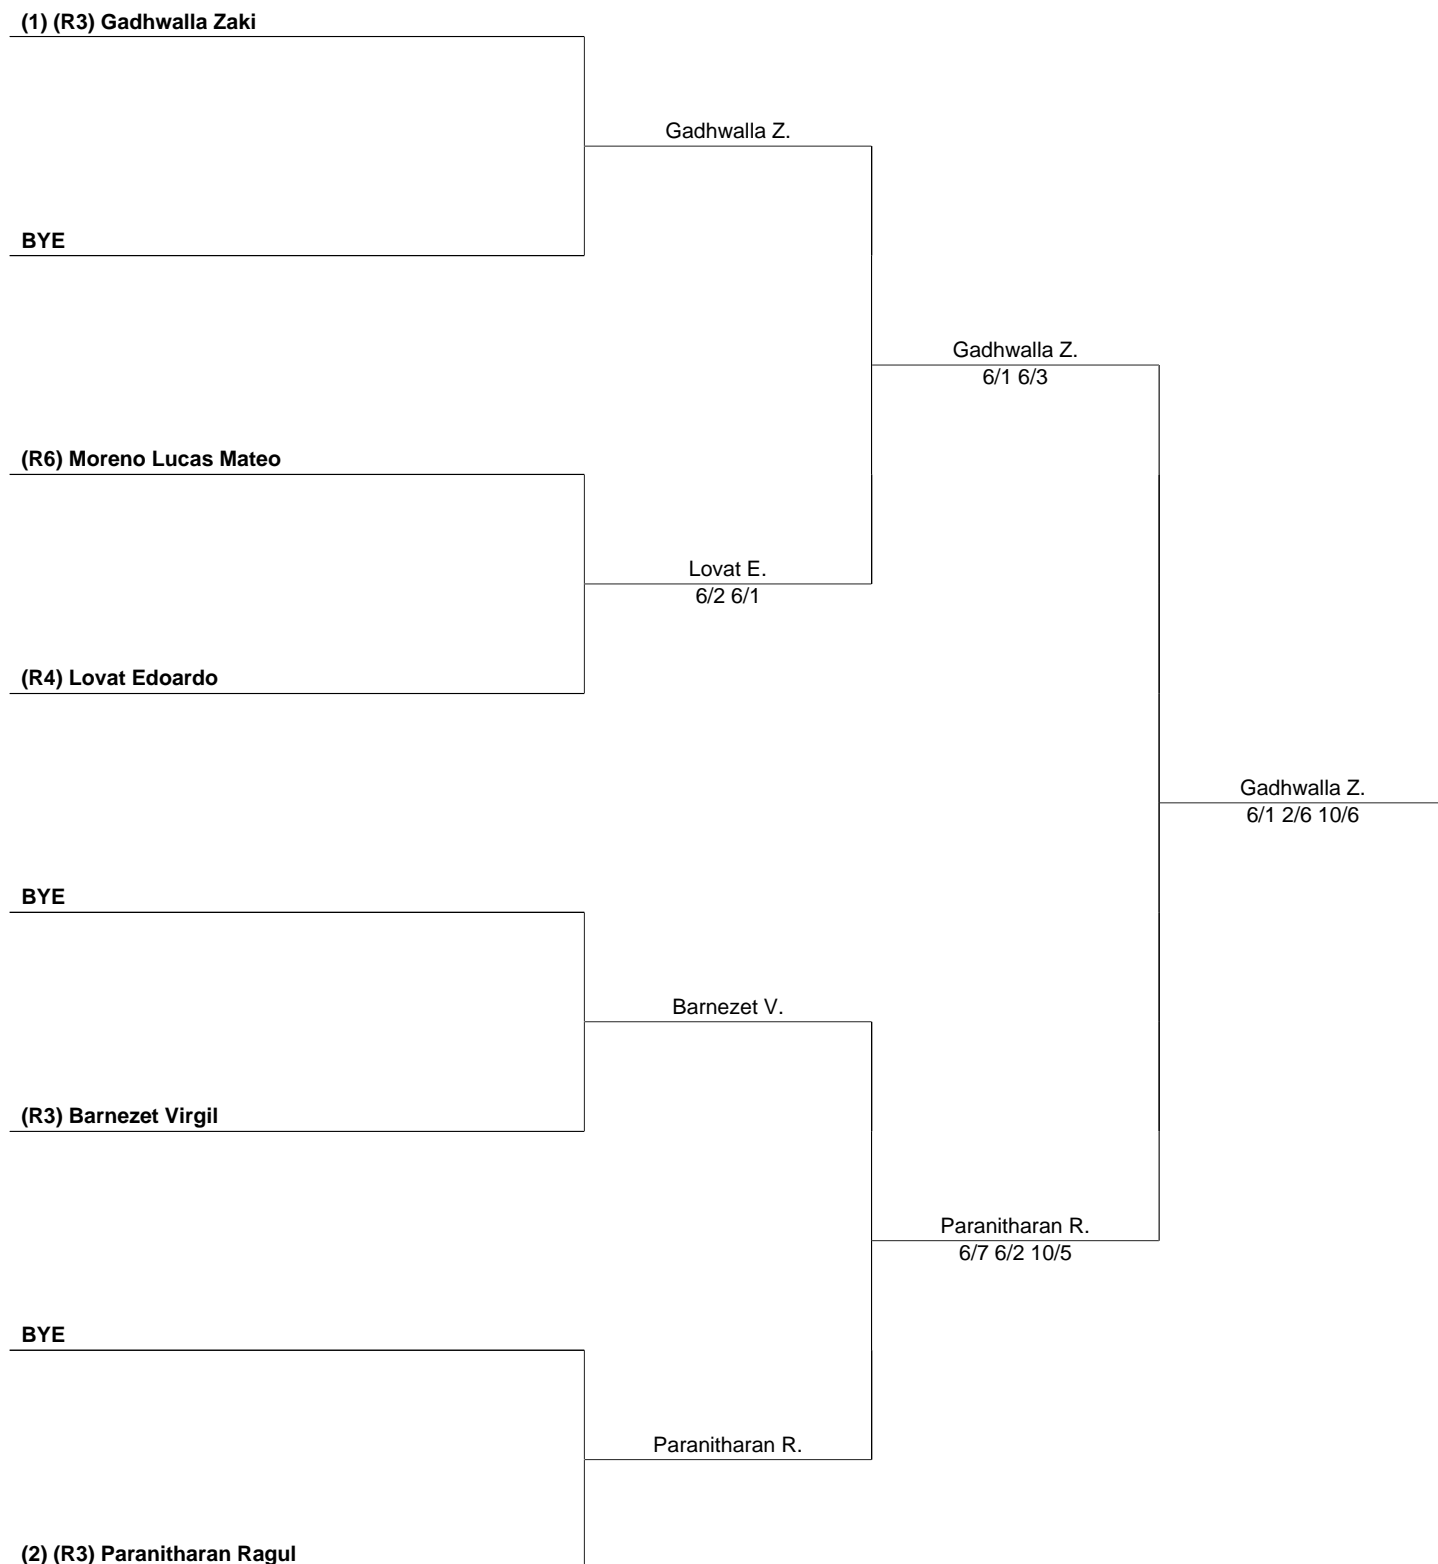 (1) (R3) Gadhwalla Zaki
Gadhwalla Z.
BYE
Gadhwalla Z.
6/1 6/3
(R6) Moreno Lucas Mateo
Lovat E.
6/2 6/1
(R4) Lovat Edoardo
Gadhwalla Z.
6/1 2/6 10/6
BYE
Barnezet V.
(R3) Barnezet Virgil
Paranitharan R.
6/7 6/2 10/5
BYE
Paranitharan R.
(2) (R3) Paranitharan Ragul